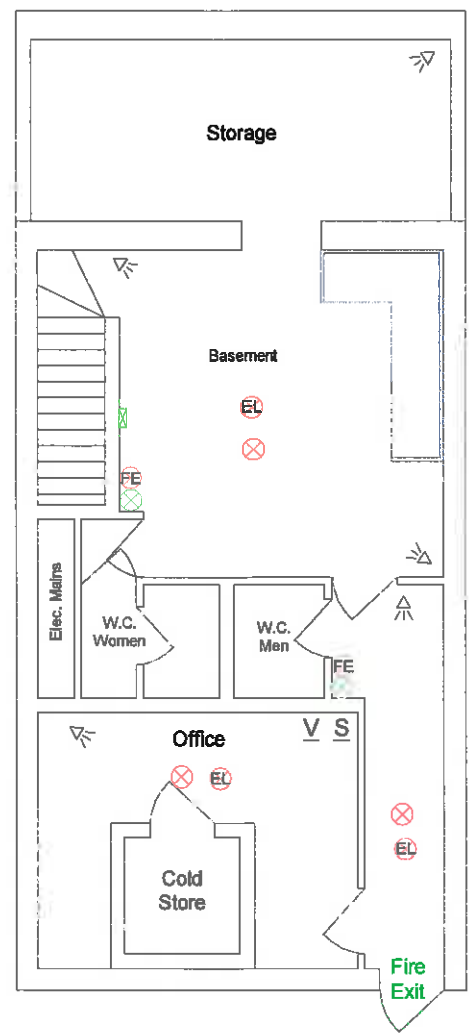 Storage
Basement
EL
FE
Elec. Mains
W.C.
Women
W.C.
Men
FE
V S
Office
EL
Cold
Store
EL
Fire
Exit